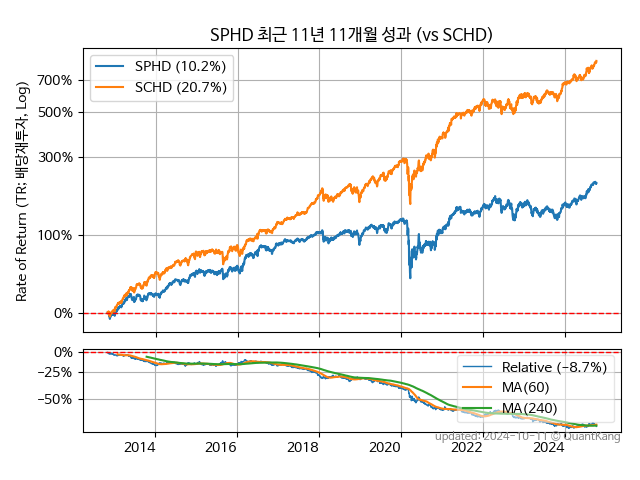 SPHD 최근 11년 11개월 성과 (vs SCHD)
Rate of Return (TR: 배당재투자, Log)
SPHD (10.2%)
SCHD (20.7%)
700%
500%
300%
100%
0%
0%
−25%
−50%
Relative (−8.7%)
MA(60)
MA(240)
updated: 2024-10-11 © QuantKang
2014
2016
2018
2020
2022
2024